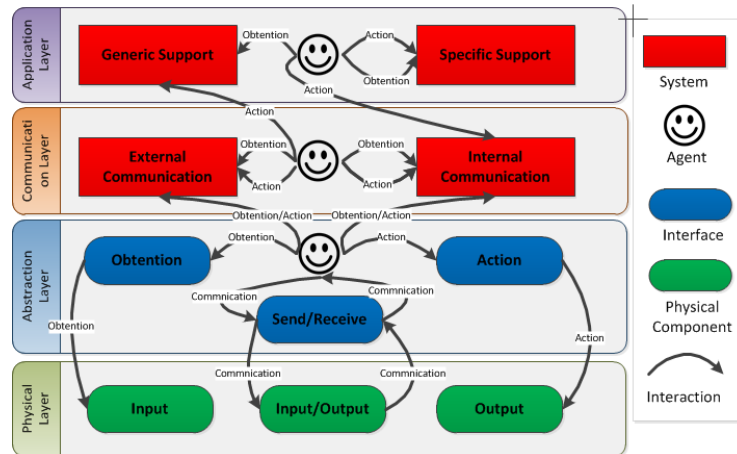 Application
Layer
Generic Support
Obtention
Action
Obtention
Specific Support
Action
Action
Communicati
on Layer
External
Communication
Obtention
Action
Obtention
Action
Internal
Communication
Obtention/Action
Obtention/Action
Abstraction
Layer
Obtention
Obtention
Action
Action
Commnication
Commnication
Send/Receive
Obtention
Action
Commnication
Commnication
Physical
Layer
Input
Input/Output
Output
System
Agent
Interface
Physical
Component
Interaction